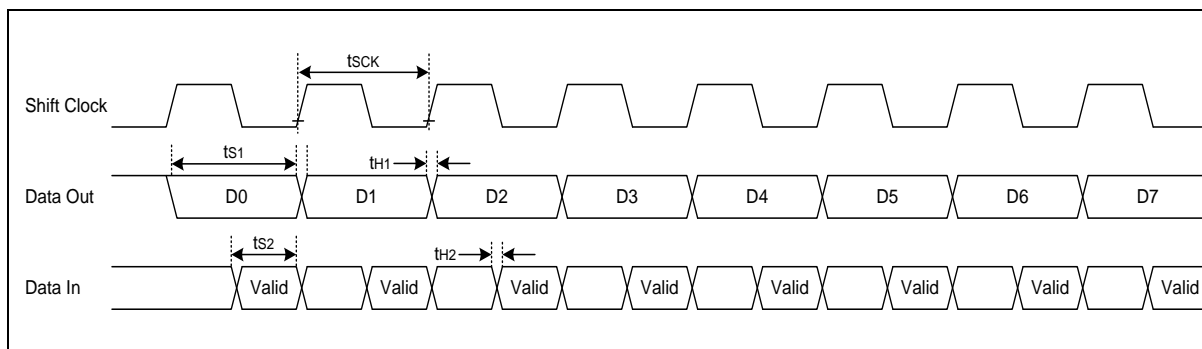 tSCK
Shift Clock
tS1
tH1
Data Out
D0
D1
D2
D3
D4
D5
D6
D7
tS2
tH2
Data In
Valid
Valid
Valid
Valid
Valid
Valid
Valid
Valid